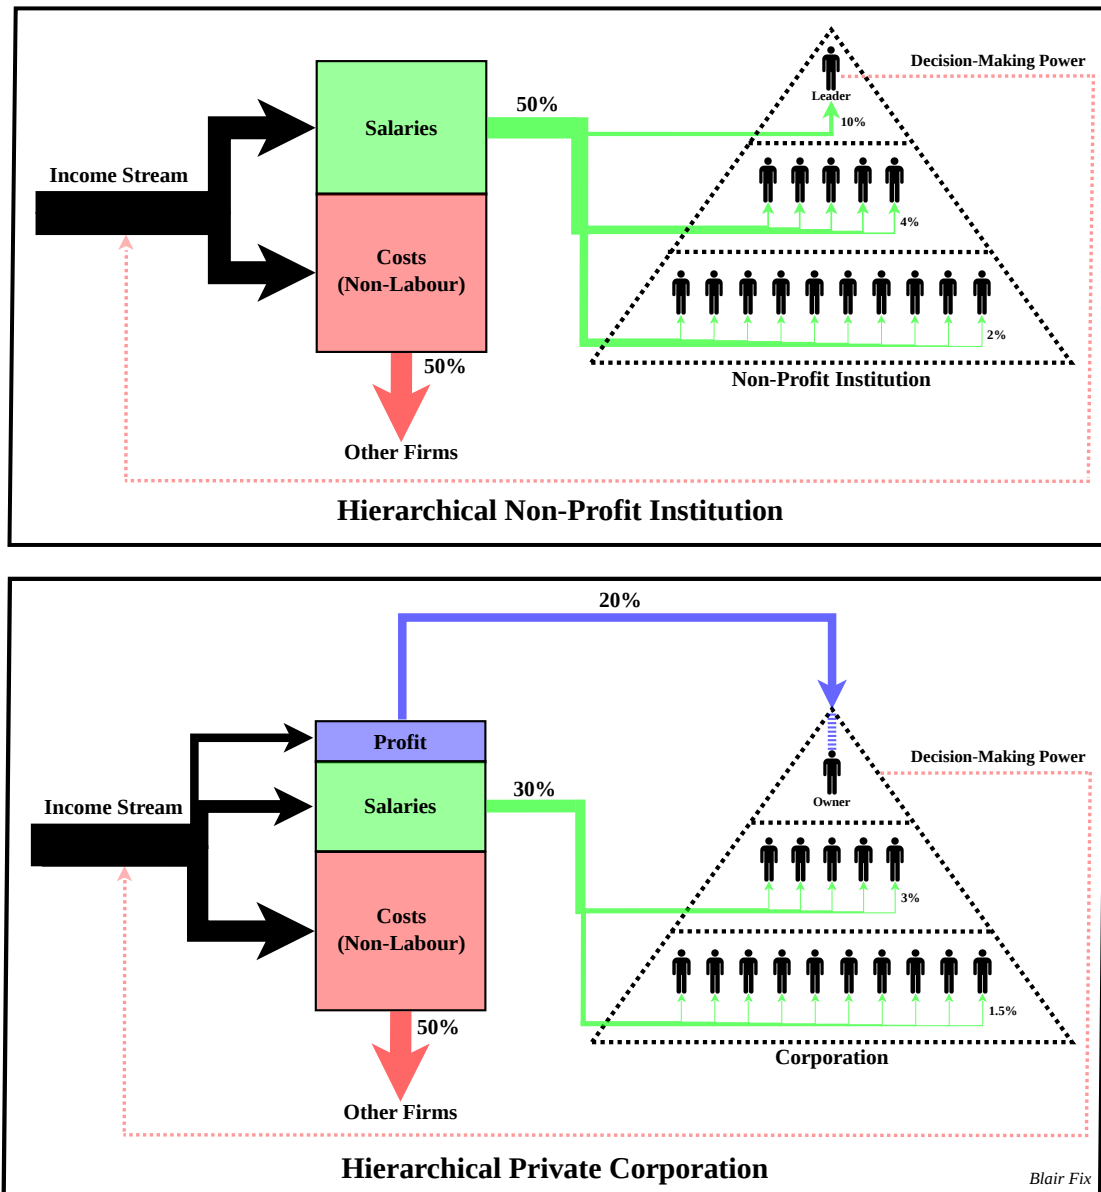 Decision-Making Power
50%
Leader
Salaries
10%
Income Stream
4%
Costs
(Non-Labour)
2%
50%
Non-Profit Institution
Other Firms
Hierarchical Non-Profit Institution
20%
Profit
Decision-Making Power
30%
Owner
Income Stream
Salaries
3%
Costs
(Non-Labour)
1.5%
50%
Corporation
Other Firms
Hierarchical Private Corporation
Blair Fix